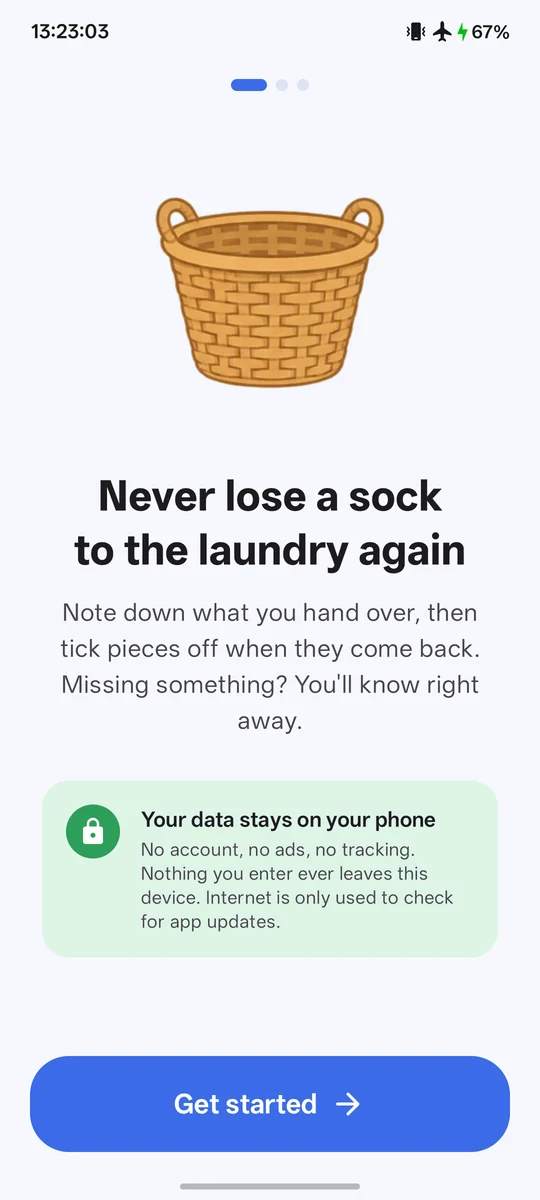 13:23:03
67%
Never lose a sock
to the laundry again
Note down what you hand over, then
tick pieces off when they come back.
Missing something? You'll know right
away.
Your data stays on your phone
No account, no ads, no tracking.
Nothing you enter ever leaves this
device. Internet is only used to check
for app updates.
Get started